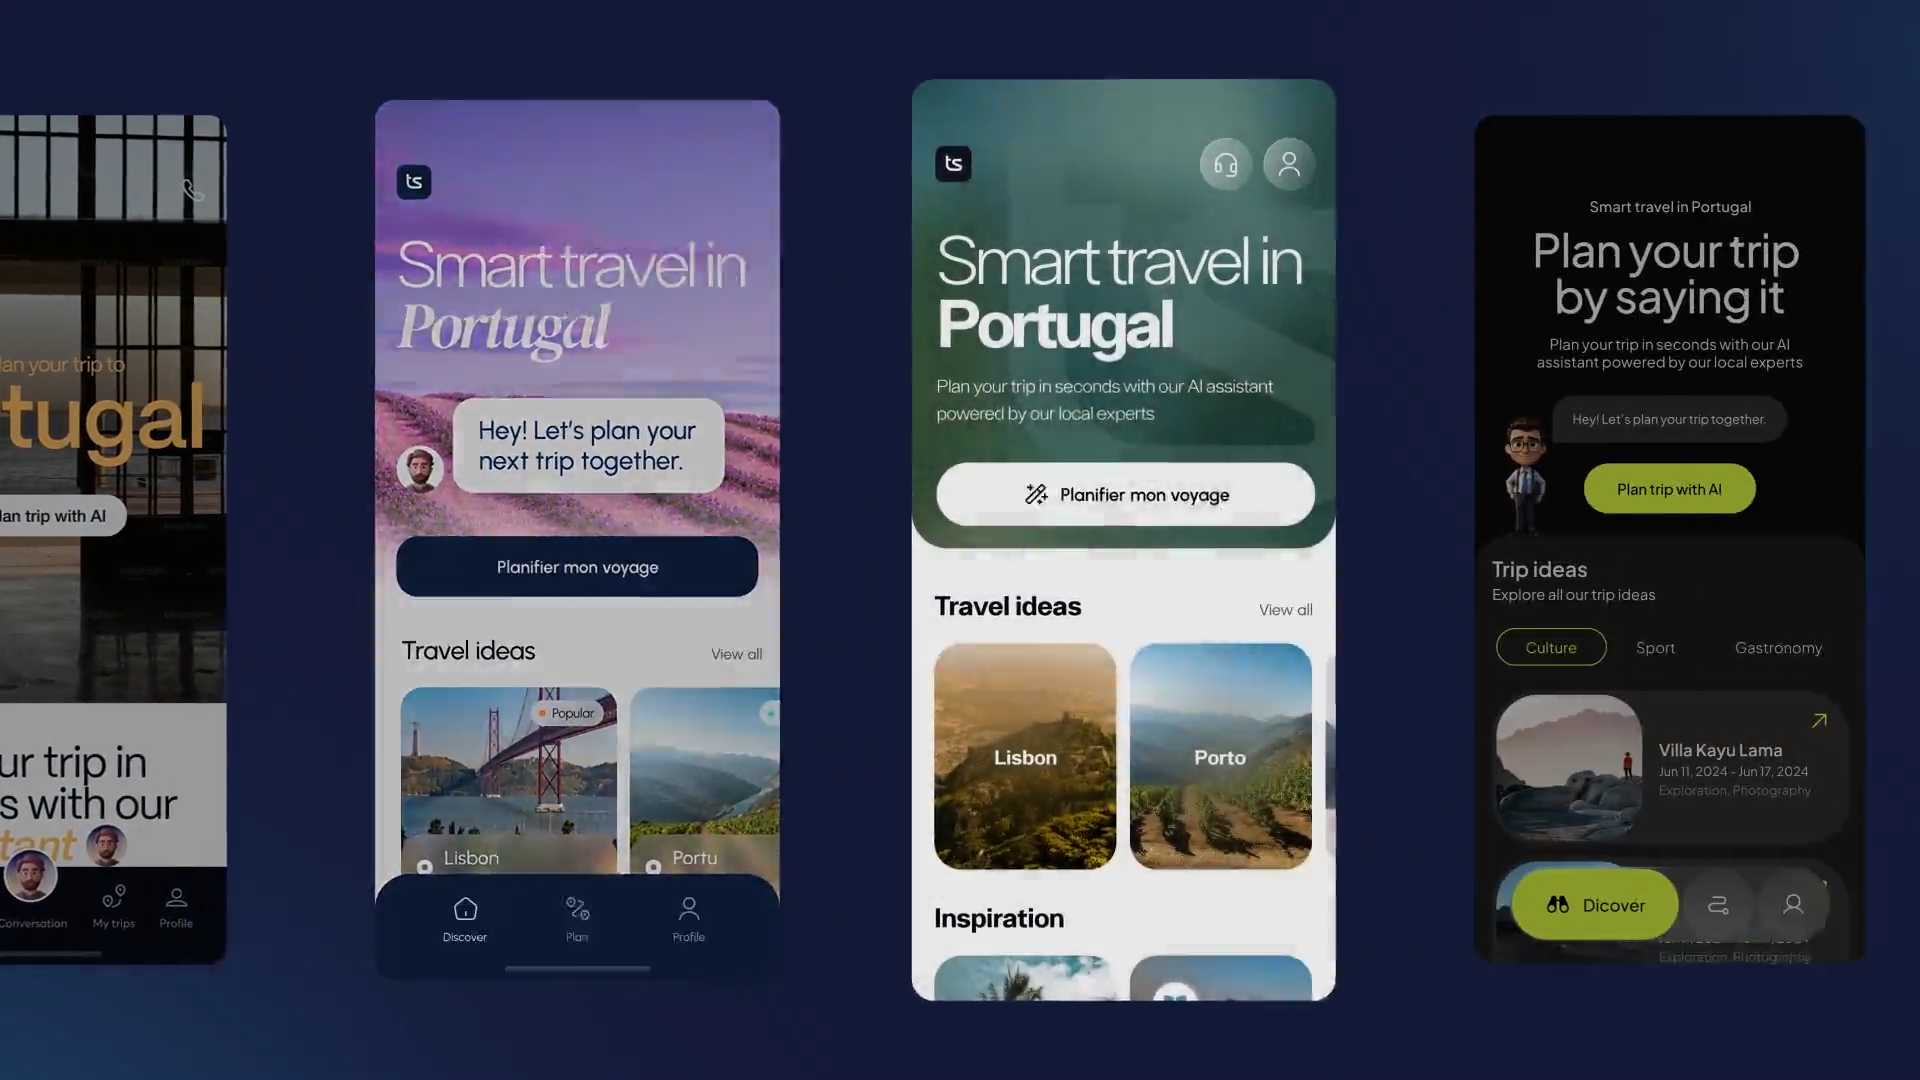 lan your trip to
tugal
lan trip with AI
ur trip in
s with our
tant
Conversation
My trips
Profile
ts
Smart travel in
Portugal
Hey! Let's plan your
next trip together.
Planifier mon voyage
Travel ideas
View all
Popular
Lisbon
Portu
Discover
Plan
Profile
ts
Smart travel in
Portugal
Plan your trip in seconds with our AI assistant
powered by our local experts
Planifier mon voyage
Travel ideas
View all
Lisbon
Porto
Inspiration
Smart travel in Portugal
Plan your trip
by saying it
Plan your trip in seconds with our AI
assistant powered by our local experts
Hey! Let's plan your trip together.
Plan trip with AI
Trip ideas
Explore all our trip ideas
Culture
Sport
Gastronomy
Villa Kayu Lama
Jun 11, 2024 - Jun 17, 2024
Exploration, Photography
Discover
Exploration, Photography